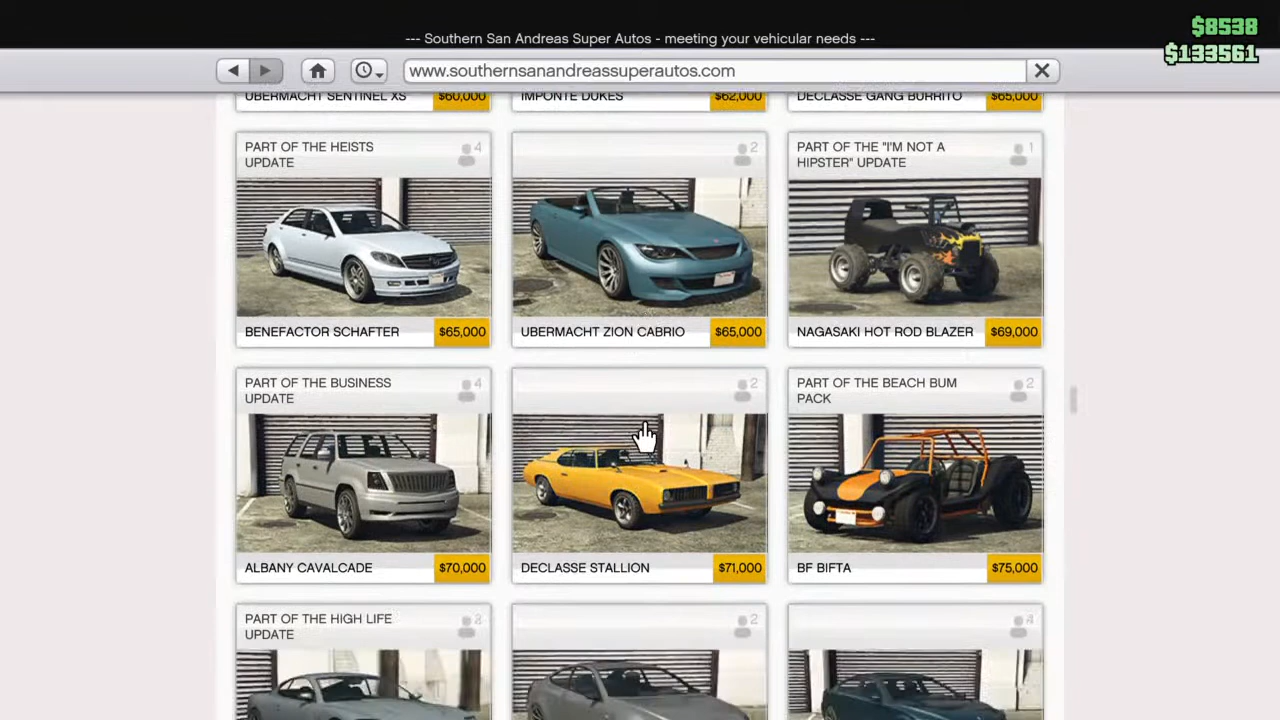 --- Southern San Andreas Super Autos - meeting your vehicular needs ---
$8538
$133561
www.southernsanandreassuperautos.com
UBERMACHT SENTINEL XS $60,000
IMPONTE DUKES $62,000
DECLASSE GANG BURRITO $65,000
PART OF THE HEISTS
UPDATE
4
2
PART OF THE "I'M NOT A
HIPSTER" UPDATE
1
BENEFACTOR SCHAFTER $65,000
UBERMACHT ZION CABRIO $65,000
NAGASAKI HOT ROD BLAZER $69,000
PART OF THE BUSINESS
UPDATE
4
2
PART OF THE BEACH BUM
PACK
2
ALBANY CAVALCADE $70,000
DECLASSE STALLION $71,000
BF BIFTA $75,000
PART OF THE HIGH LIFE
UPDATE
2
4